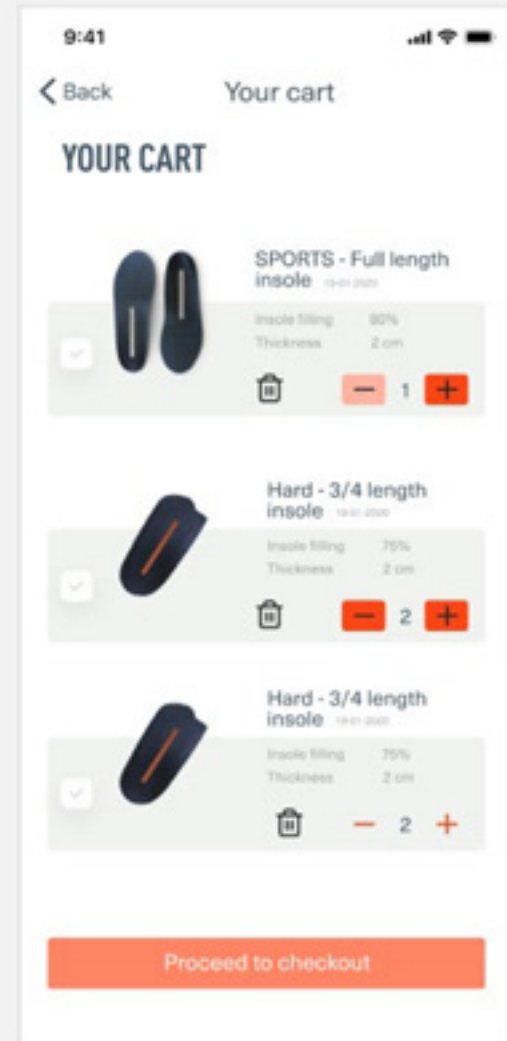 9:41
Back
Your cart
YOUR CART
SPORTS - Full length
insole
Insole filling 80%
Thickness 2 cm
1
Hard - 3/4 length
insole
Insole filling 75%
Thickness 2 cm
2
Hard - 3/4 length
insole
Insole filling 75%
Thickness 2 cm
2
Proceed to checkout